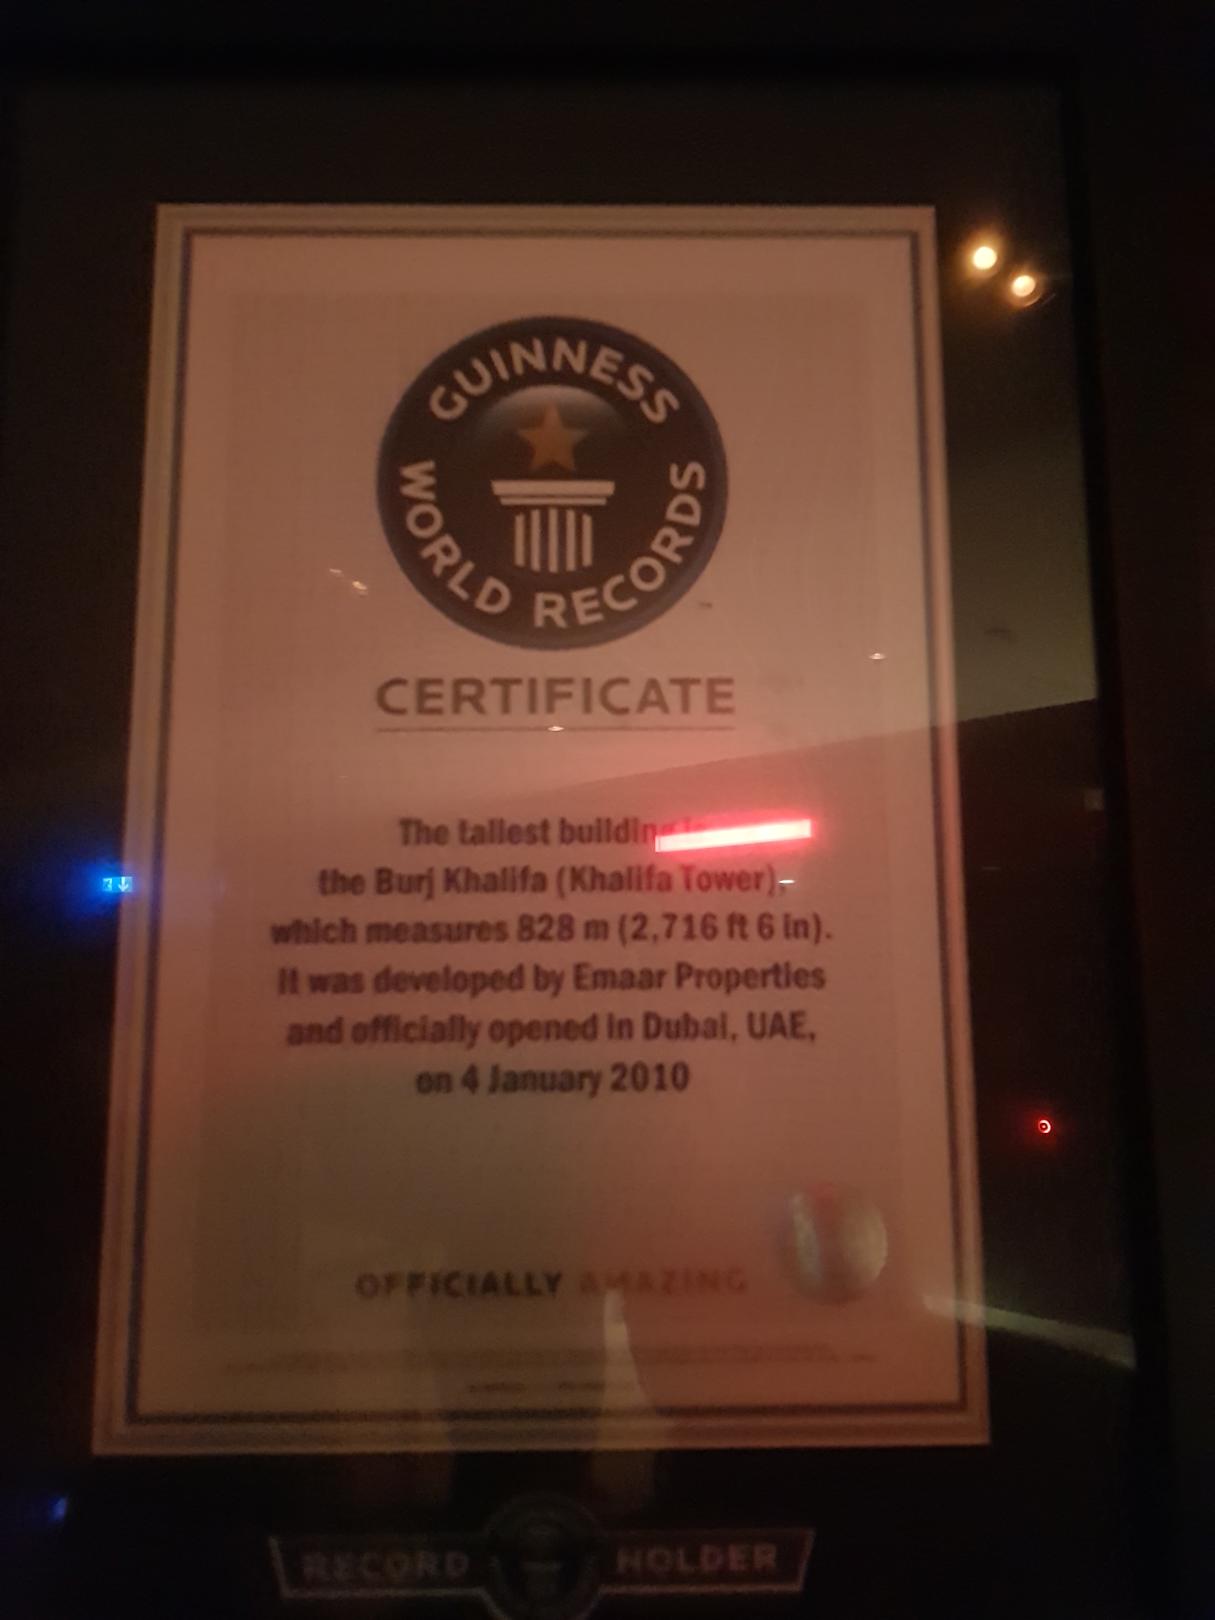 GUINNESS
WORLD RECORDS
CERTIFICATE
The tallest building is
the Burj Khalifa (Khalifa Tower),
which measures 828 m (2,716 ft 6 in).
It was developed by Emaar Properties
and officially opened in Dubai, UAE,
on 4 January 2010
OFFICIALLY AMAZING
RECORD HOLDER